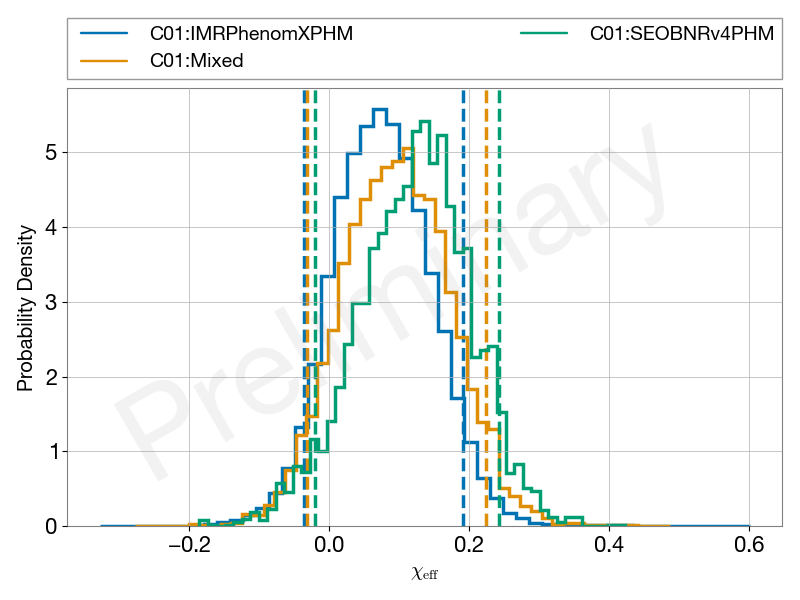 C01:IMRPhenomXPHM
C01:SEOBNRv4PHM
C01:Mixed
Preliminary
Probability Density
5
4
3
2
1
0
−0.2
0.0
0.2
0.4
0.6
χeff